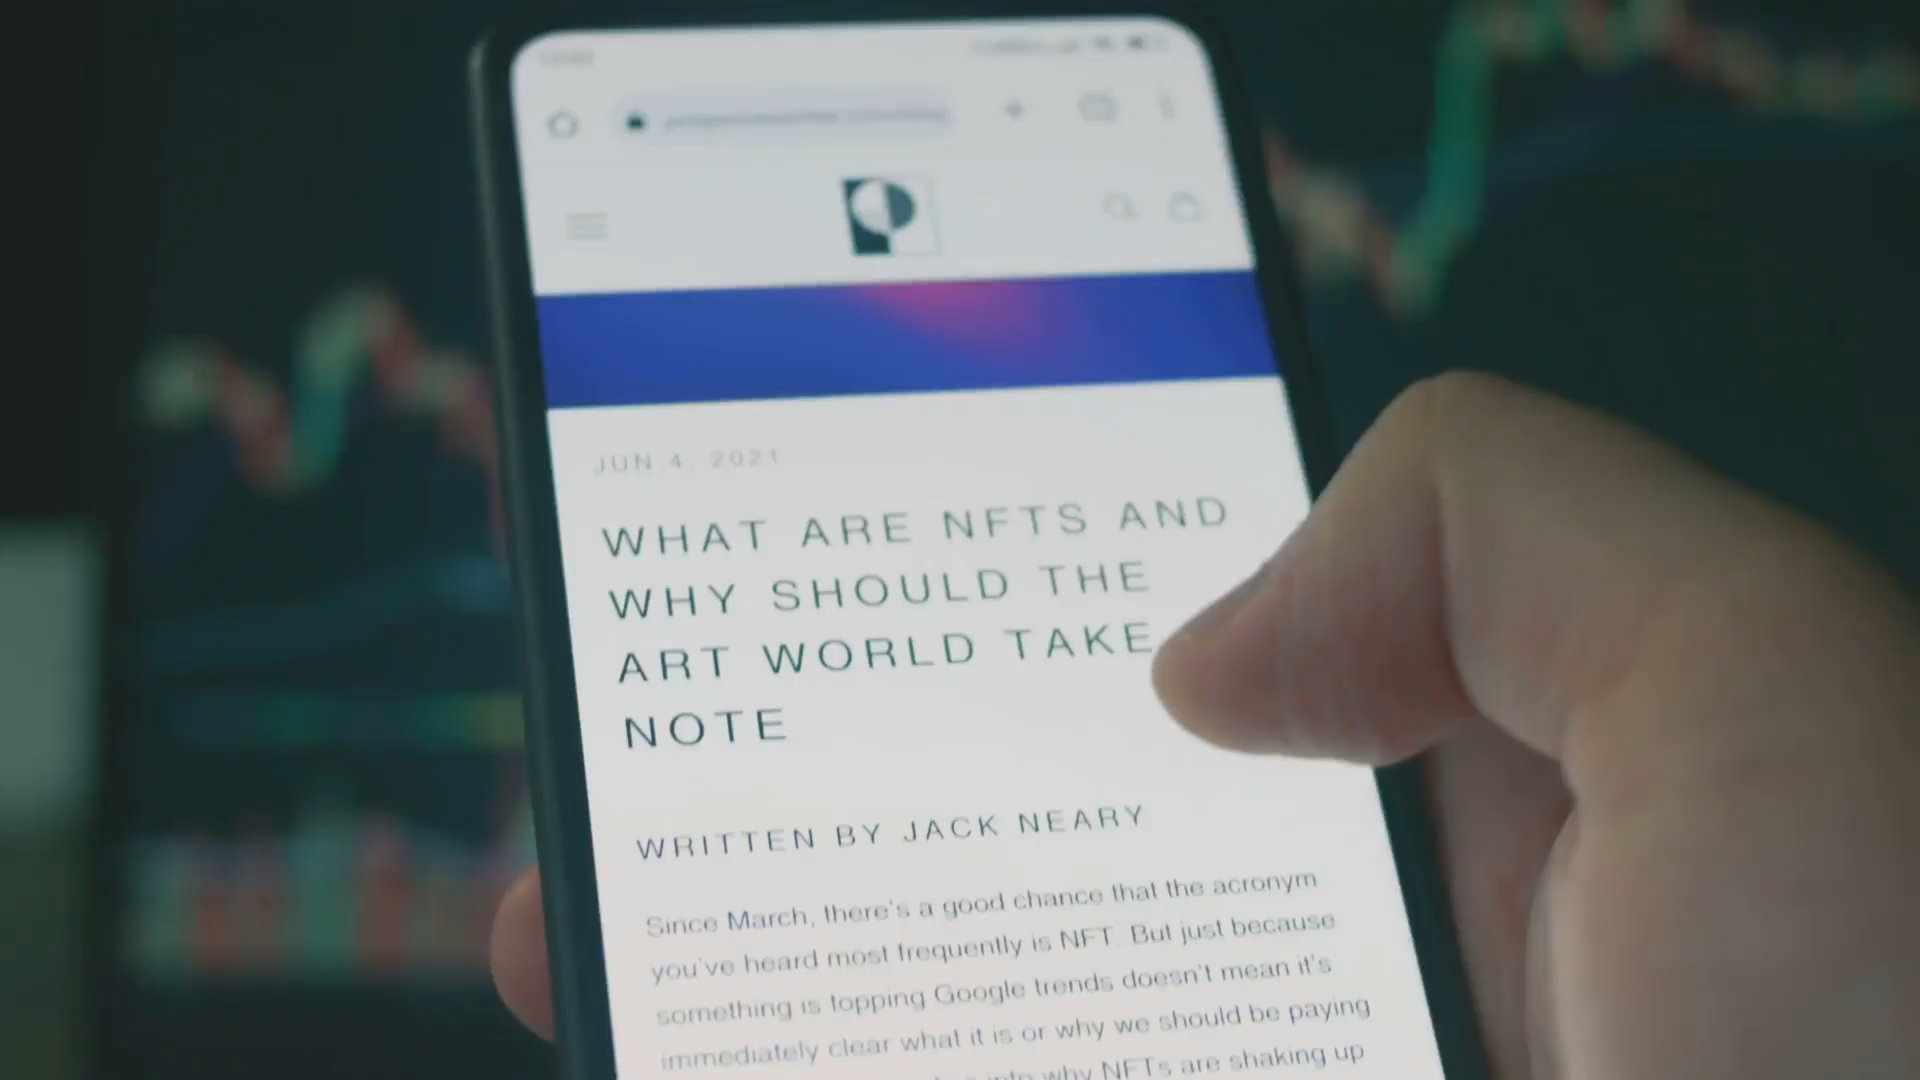 JUN 4, 2021
WHAT ARE NFTS AND
WHY SHOULD THE
ART WORLD TAKE
NOTE
WRITTEN BY JACK NEARY
Since March, there's a good chance that the acronym
you've heard most frequently is NFT. But just because
something is topping Google trends doesn't mean it's
immediately clear what it is or why we should be paying
into why NFTs are shaking up